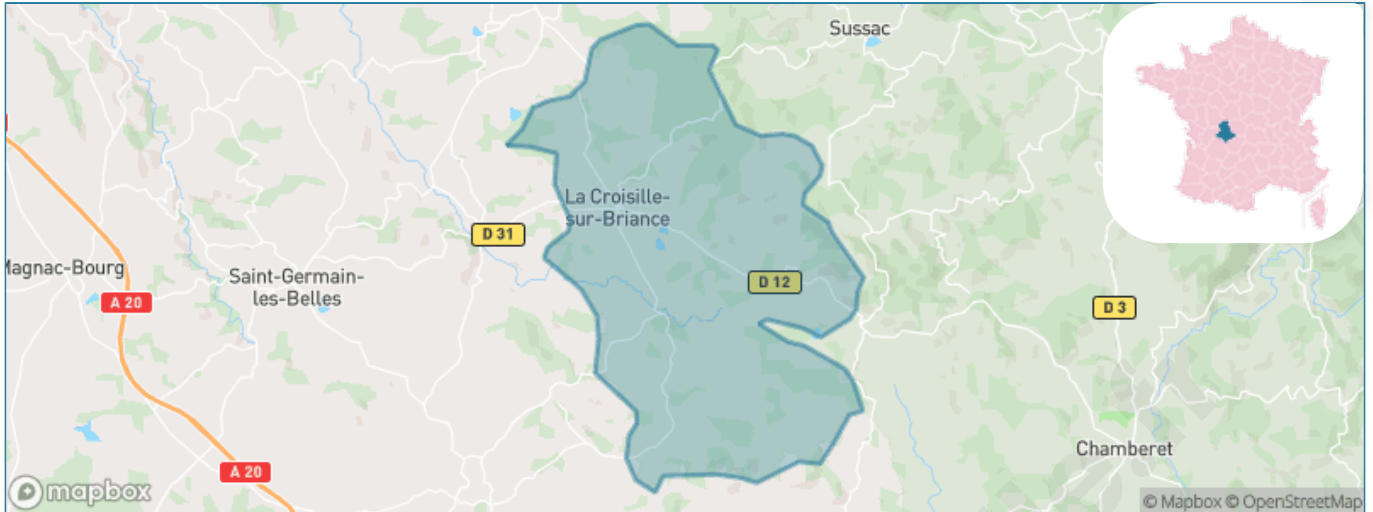 Sussac
La Croisille-
sur-Briance
D 31
Magnac-Bourg
Saint-Germain-
les-Belles
A 20
D 12
D 3
Chamberet
A 20
mapbox
© Mapbox © OpenStreetMap